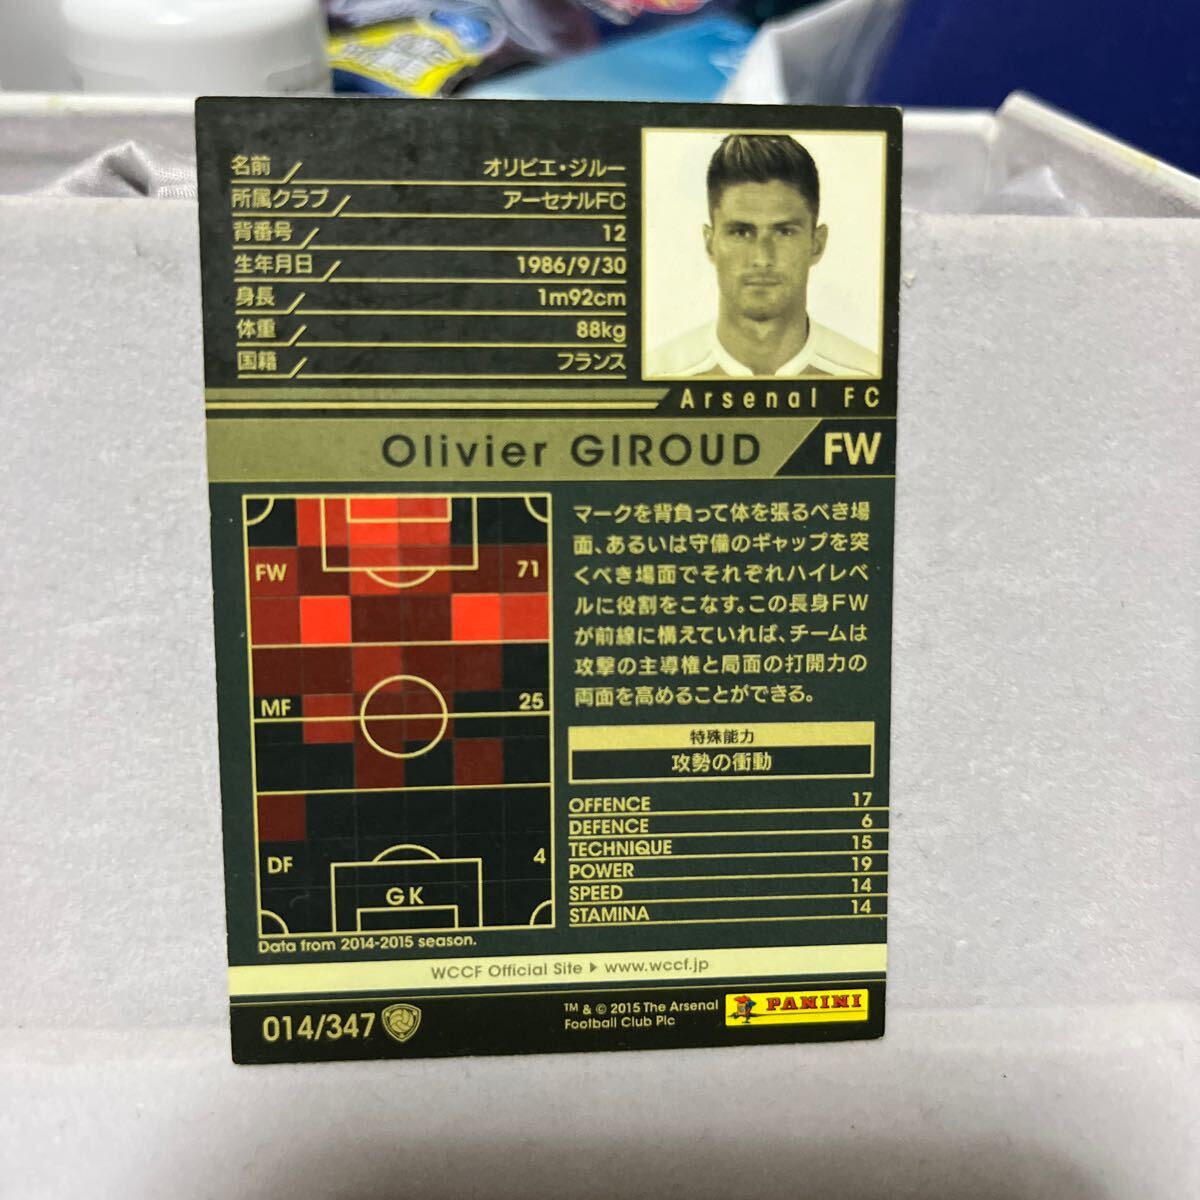 名前 オリビエ・ジルー
所属クラブ アーセナルFC
背番号 12
生年月日 1986/9/30
身長 1m92cm
体重 88kg
国籍 フランス
Arsenal FC
Olivier GIROUD FW
FW 71
MF 25
DF 4
GK
Data from 2014-2015 season.
マークを背負って体を張るべき場
面、あるいは守備のギャップを突
くべき場面でそれぞれハイレベ
ルに役割をこなす。この長身FW
が前線に構えていれば、チームは
攻撃の主導権と局面の打開力の
両面を高めることができる。
特殊能力
攻勢の衝動
OFFENCE 17
DEFENCE 6
TECHNIQUE 15
POWER 19
SPEED 14
STAMINA 14
WCCF Official Site ▶ www.wccf.jp
014/347
™ & © 2015 The Arsenal
Football Club Plc
PANINI